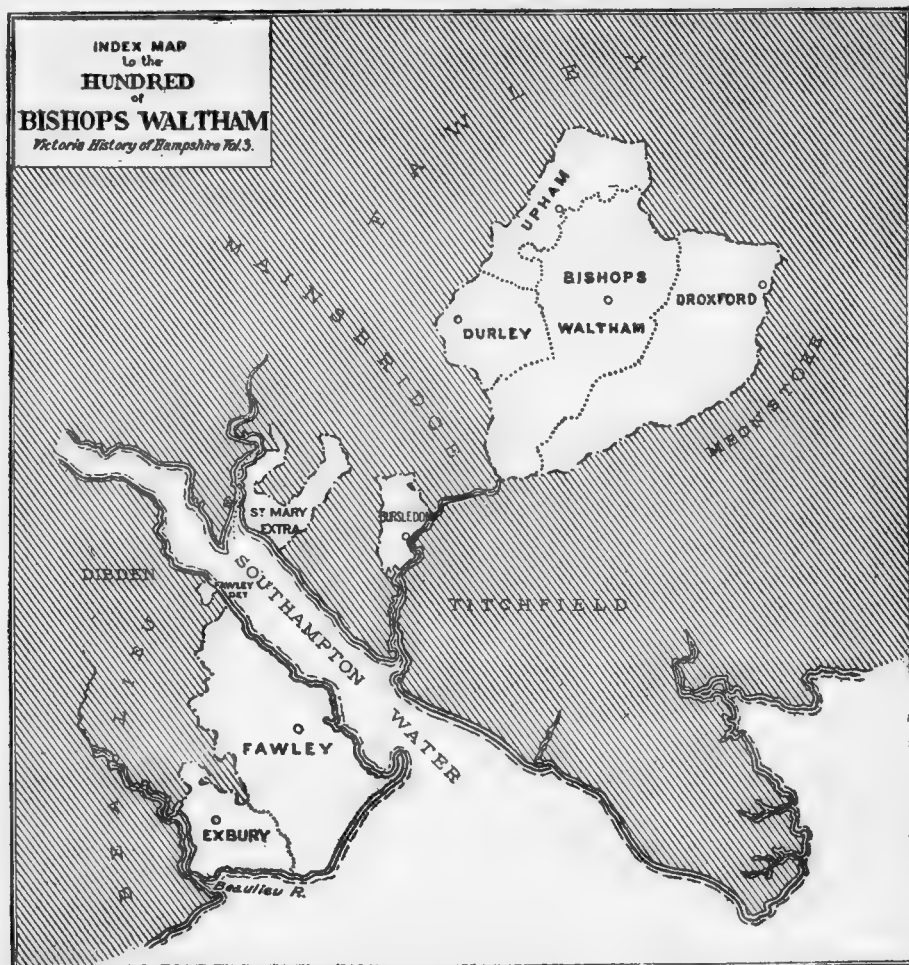 INDEX MAP
to the
HUNDRED
of
BISHOPS WALTHAM
Victoria History of Hampshire Vol.3.
FAWLEY
MAINSBRIDGE
UPHAM
BISHOPS
WALTHAM
DROXFORD
DURLEY
MEONSTOKE
ST MARY
EXTRA
BURSLEDON
DIBDEN
FAWLEY
DET
SOUTHAMPTON
WATER
TITCHFIELD
BEAULIEU
FAWLEY
EXBURY
Beaulieu R.